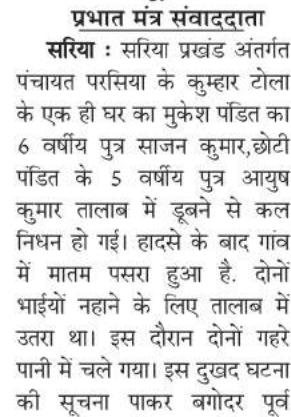 प्रभात मंत्र संवाददाता
सरिया : सरिया प्रखंड अंतर्गत
पंचायत परसिया के कुम्हार टोला
के एक ही घर का मुकेश पंडित का
6 वर्षीय पुत्र साजन कुमार,छोटी
पंडित के 5 वर्षीय पुत्र आयुष
कुमार तालाब में डूबने से कल
निधन हो गई। हादसे के बाद गांव
में मातम पसरा हुआ है. दोनों
भाईयों नहाने के लिए तालाब में
उतरा था। इस दौरान दोनों गहरे
पानी में चले गया। इस दुखद घटना
की सूचना पाकर बगोदर पूर्व